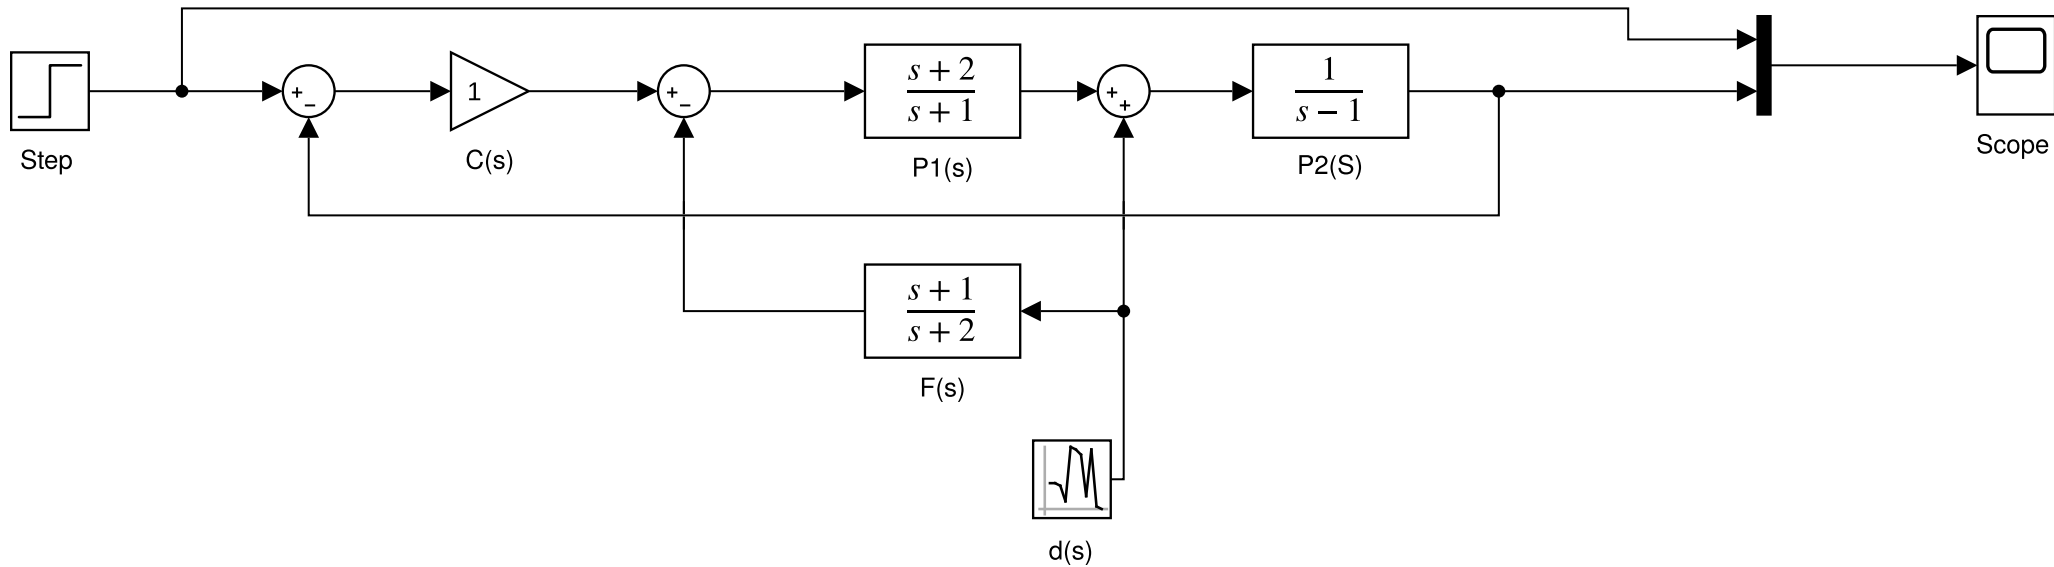 Step
+
−
1
C(s)
+
−
s + 2
s + 1
P1(s)
+
+
1
s − 1
P2(S)
Scope
s + 1
s + 2
F(s)
d(s)